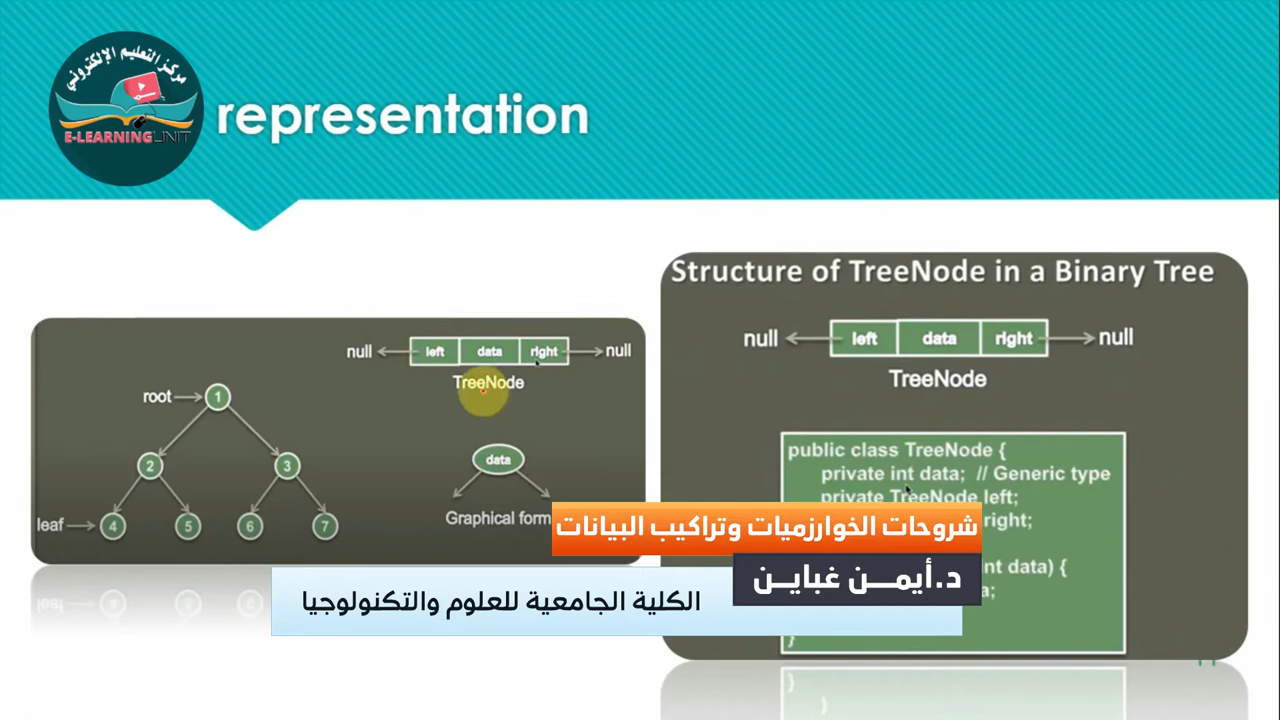 مركز التعليم الإلكتروني
E-LEARNING UNIT
representation
null
left
data
right
null
TreeNode
root
1
2
3
leaf
4
5
6
7
data
Graphical form
Structure of TreeNode in a Binary Tree
null
left
data
right
null
TreeNode
public class TreeNode {
private int data; // Generic type
private TreeNode left;
right;
int data) {
}
شروحات الخوارزميات وتراكيب البيانات
د.أيمن غباين
الكلية الجامعية للعلوم والتكنولوجيا